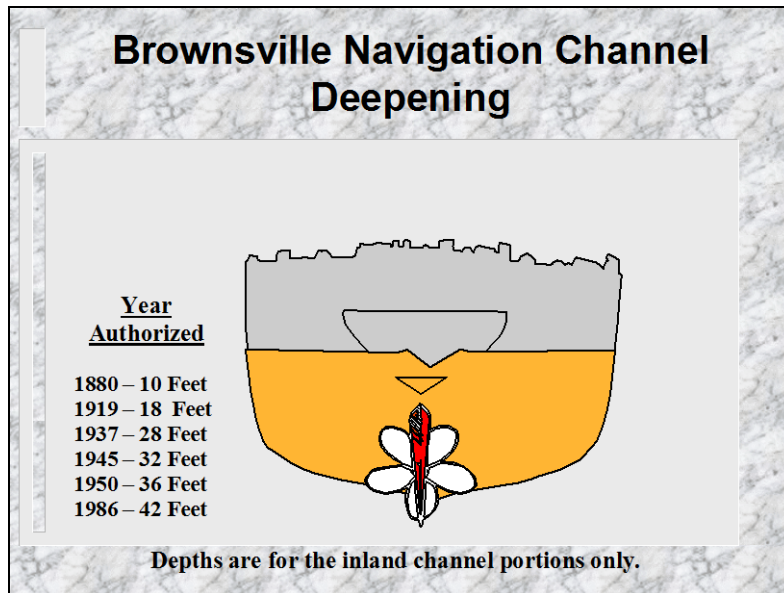 Brownsville Navigation Channel
Deepening
Year
Authorized
1880 – 10 Feet
1919 – 18 Feet
1937 – 28 Feet
1945 – 32 Feet
1950 – 36 Feet
1986 – 42 Feet
Depths are for the inland channel portions only.